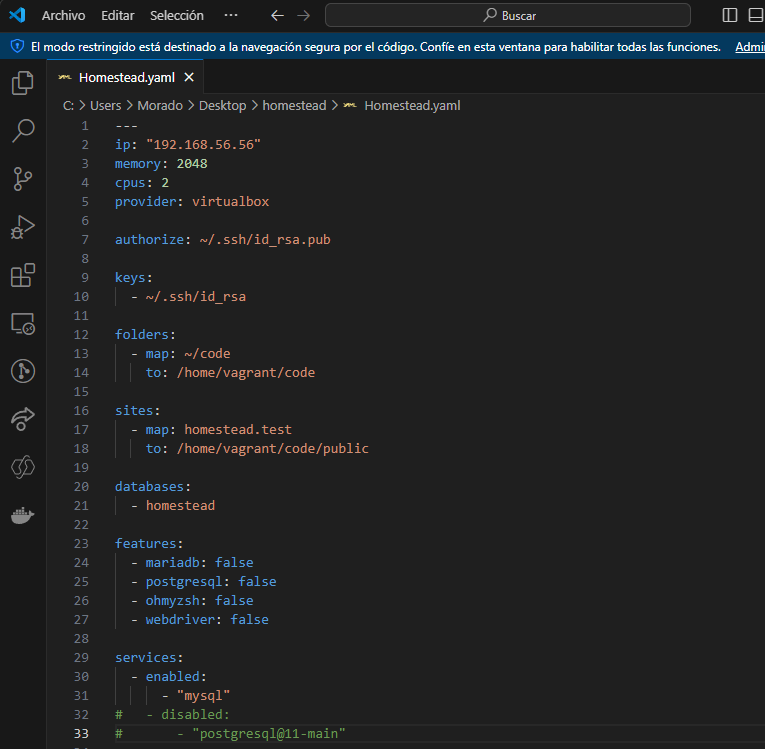 Archivo Editar Selección ··· Buscar
El modo restringido está destinado a la navegación segura por el código. Confíe en esta ventana para habilitar todas las funciones. Admi
Homestead.yaml
C: > Users > Morado > Desktop > homestead > Homestead.yaml
1 ---
2 ip: "192.168.56.56"
3 memory: 2048
4 cpus: 2
5 provider: virtualbox
6
7 authorize: ~/.ssh/id_rsa.pub
8
9 keys:
10 - ~/.ssh/id_rsa
11
12 folders:
13 - map: ~/code
14 to: /home/vagrant/code
15
16 sites:
17 - map: homestead.test
18 to: /home/vagrant/code/public
19
20 databases:
21 - homestead
22
23 features:
24 - mariadb: false
25 - postgresql: false
26 - ohmyzsh: false
27 - webdriver: false
28
29 services:
30 - enabled:
31 - "mysql"
32 # - disabled:
33 # - "postgresql@11-main"